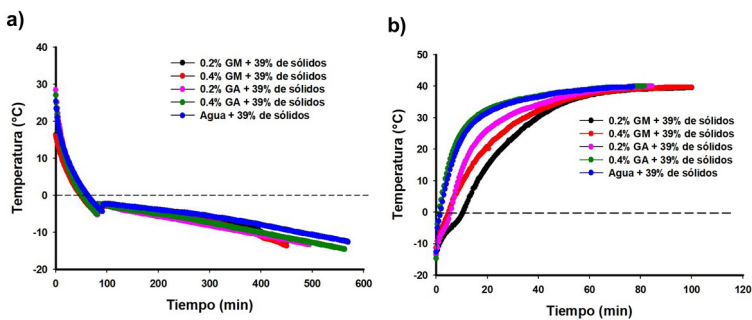 a)
Temperatura (°C)
40
30
20
10
0
-10
-20
0.2% GM + 39% de sólidos
0.4% GM + 39% de sólidos
0.2% GA + 39% de sólidos
0.4% GA + 39% de sólidos
Agua + 39% de sólidos
0 100 200 300 400 500 600
Tiempo (min)
b)
Temperatura (°C)
50
40
30
20
10
0
-10
-20
0.2% GM + 39% de sólidos
0.4% GM + 39% de sólidos
0.2% GA + 39% de sólidos
0.4% GA + 39% de sólidos
Agua + 39% de sólidos
0 20 40 60 80 100 120
Tiempo (min)